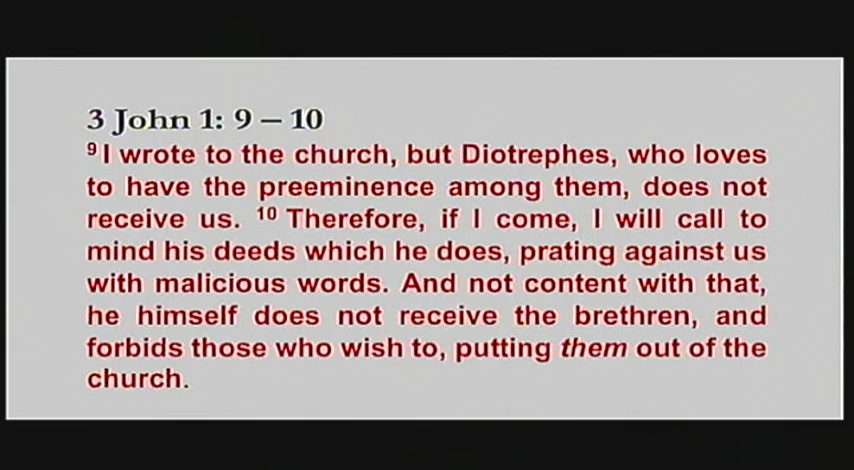 3 John 1: 9 – 10
⁹I wrote to the church, but Diotrephes, who loves
to have the preeminence among them, does not
receive us. ¹⁰ Therefore, if I come, I will call to
mind his deeds which he does, prating against us
with malicious words. And not content with that,
he himself does not receive the brethren, and
forbids those who wish to, putting them out of the
church.